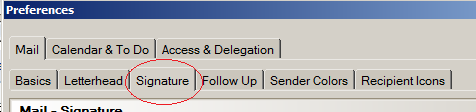 Preferences
Mail Calendar & To Do Access & Delegation
Basics Letterhead Signature Follow Up Sender Colors Recipient Icons
Mail - Signature